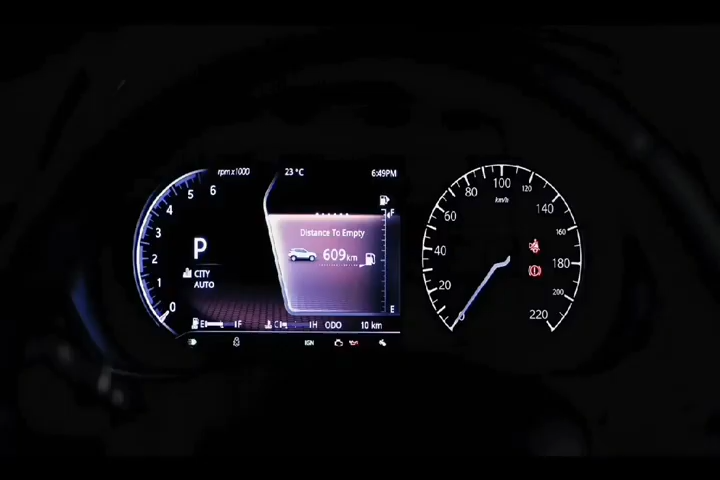 rpm x1000
23 °C
6:49PM
6
5
4
3
2
1
0
P
CITY
AUTO
Distance To Empty
609 km
F
E
E F
C H
ODO 10 km
IGN
0
20
40
60
80
100
120
140
160
180
200
220
km/h